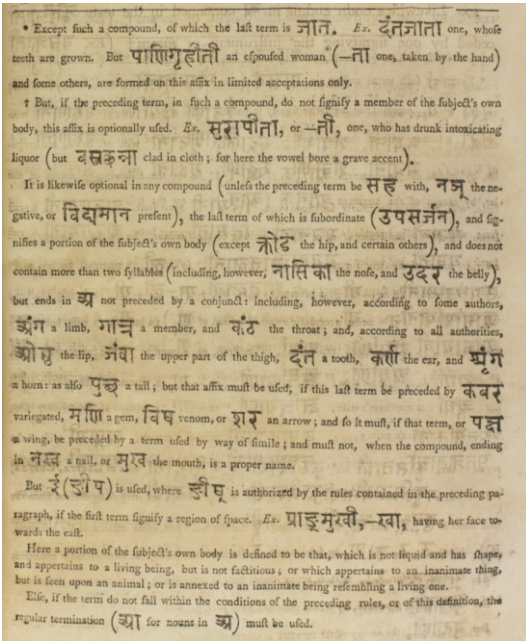 * Except ſuch a compound, of which the laſt term is जात. Ex. दंतजाता one, whoſe
teeth are grown. But पाणिगृहीती an eſpouſed woman (—ता one, taken by the hand)
and ſome others, are formed on this affix in limited acceptations only.
† But, if the preceding term, in ſuch a compound, do not ſignify a member of the ſubject's own
body, this affix is optionally uſed. Ex. सुरापीता, or —ती, one, who has drunk intoxicating
liquor (but वस्त्रछन्ना clad in cloth; for here the vowel bore a grave accent).
It is likewiſe optional in any compound (unleſs the preceding term be सह with, नञ् the ne-
gative, or विद्यमान preſent), the laſt term of which is ſubordinate (उपसर्जन), and ſig-
nifies a portion of the ſubject's own body (except क्रोड the hip, and certain others), and does not
contain more than two ſyllables (including, however, नासिका the noſe, and उदर the belly),
but ends in अ not preceded by a conjunct: including, however, according to ſome authors,
अंग a limb, गात्र a member, and कंठ the throat; and, according to all authorities,
ओष्ठ the lip, जंघा the upper part of the thigh, दंत a tooth, कर्ण the ear, and शृंग
a horn: as alſo पुच्छ a tail; but that affix muſt be uſed, if this laſt term be preceded by कबर
variegated, मणि a gem, विष venom, or शर an arrow; and ſo it muſt, if that term, or पक्ष
a wing, be preceded by a term uſed by way of ſimile; and muſt not, when the compound, ending
in नख a nail, or मुख the mouth, is a proper name.
But ई (ङीप्) is uſed, where ङीष् is authorized by the rules contained in the preceding pa-
ragraph, if the firſt term ſignify a region of ſpace. Ex. प्राङ्मुखी,—खा, having her face to-
wards the eaſt.
Here a portion of the ſubject's own body is defined to be that, which is not liquid and has ſhape,
and appertains to a living being, but is not factitious; or which appertains to an inanimate thing,
but is ſeen upon an animal; or is annexed to an inanimate being reſembling a living one.
Elſe, if the term do not fall within the conditions of the preceding rules, or of this definition, the
regular termination (आ for nouns in अ) muſt be uſed.